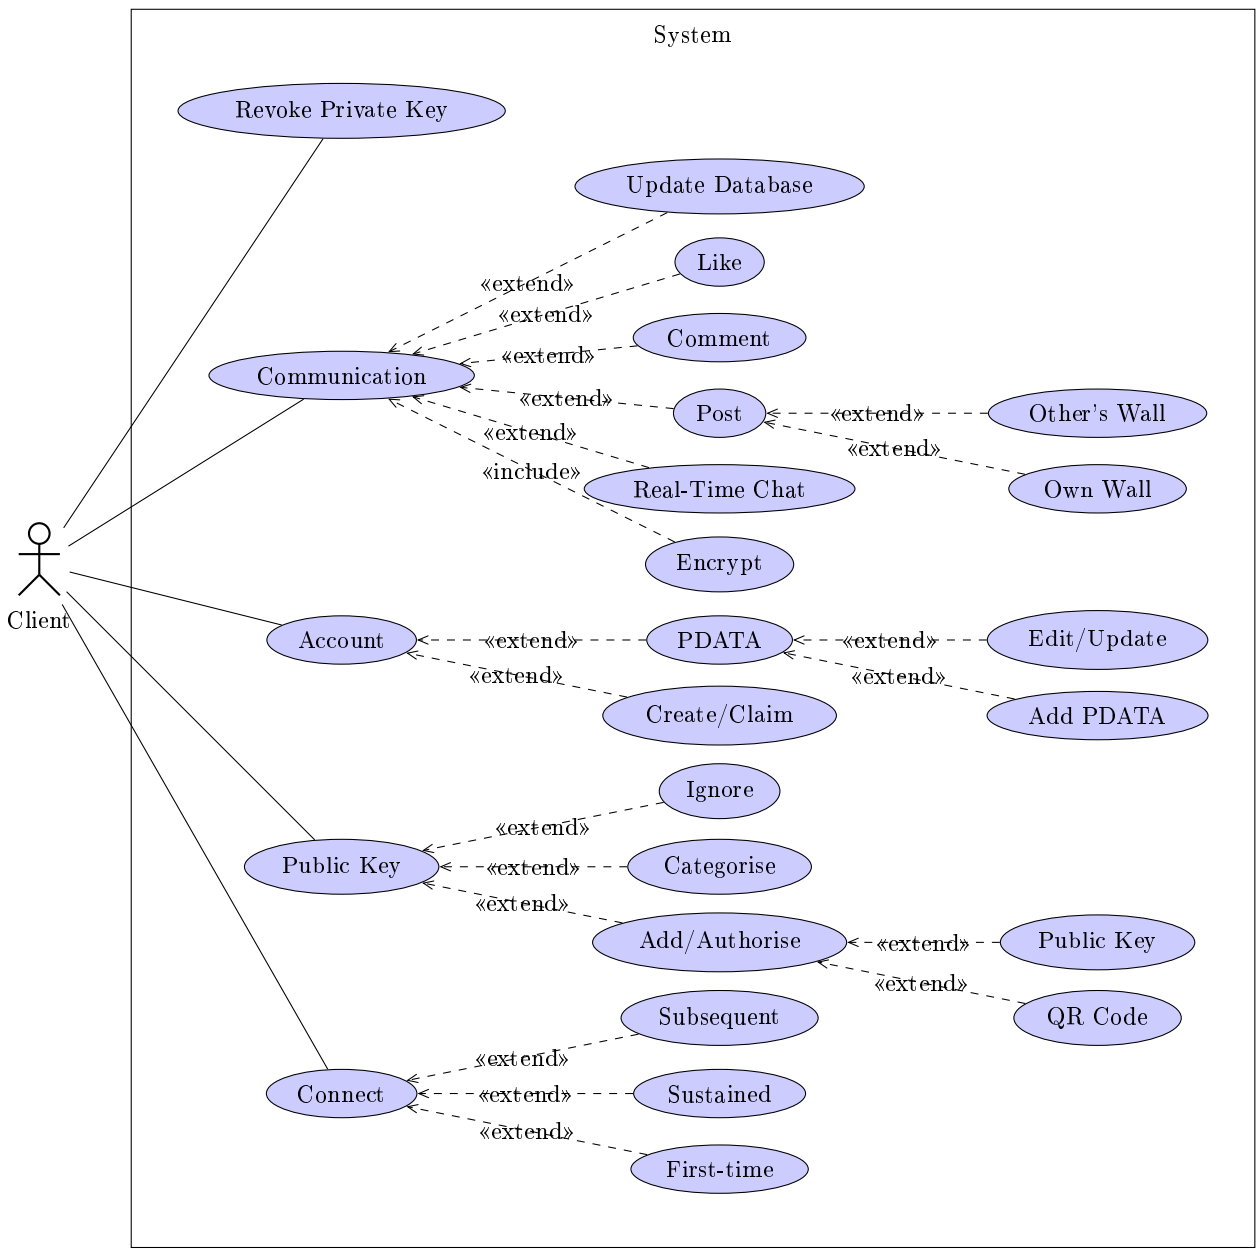 System
Revoke Private Key
Update Database
Like
«extend»
«extend»
Comment
«extend»
Communication
«extend»
Post
«extend»
Other's Wall
«extend»
«extend»
«include»
Real-Time Chat
Own Wall
Encrypt
Client
Account
«extend»
PDATA
«extend»
Edit/Update
«extend»
«extend»
Create/Claim
Add PDATA
Ignore
«extend»
Public Key
«extend»
Categorise
«extend»
Add/Authorise
«extend»
Public Key
«extend»
Subsequent
QR Code
«extend»
Connect
«extend»
Sustained
«extend»
First-time